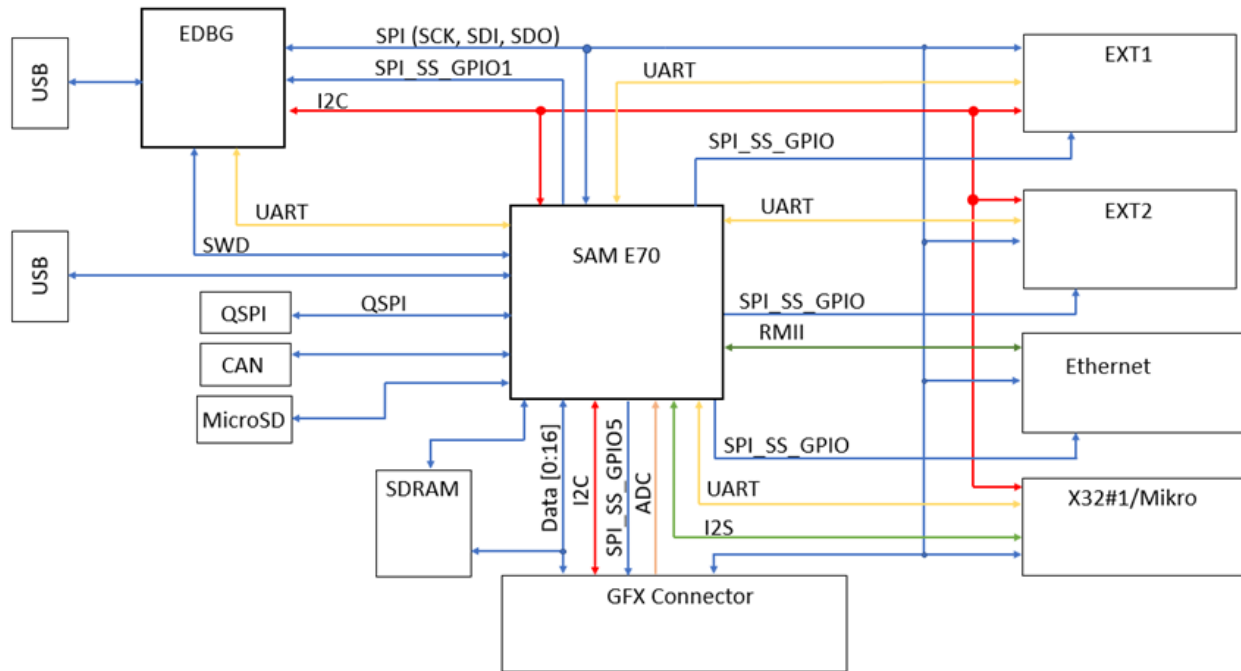 EDBG
SPI (SCK, SDI, SDO)
EXT1
USB
SPI_SS_GPIO1
UART
I2C
SPI_SS_GPIO
UART
UART
EXT2
SWD
SAM E70
USB
QSPI
QSPI
SPI_SS_GPIO
RMII
CAN
Ethernet
MicroSD
Data [0:16]
I2C
SPI_SS_GPIO5
ADC
SPI_SS_GPIO
SDRAM
UART
X32#1/Mikro
I2S
GFX Connector